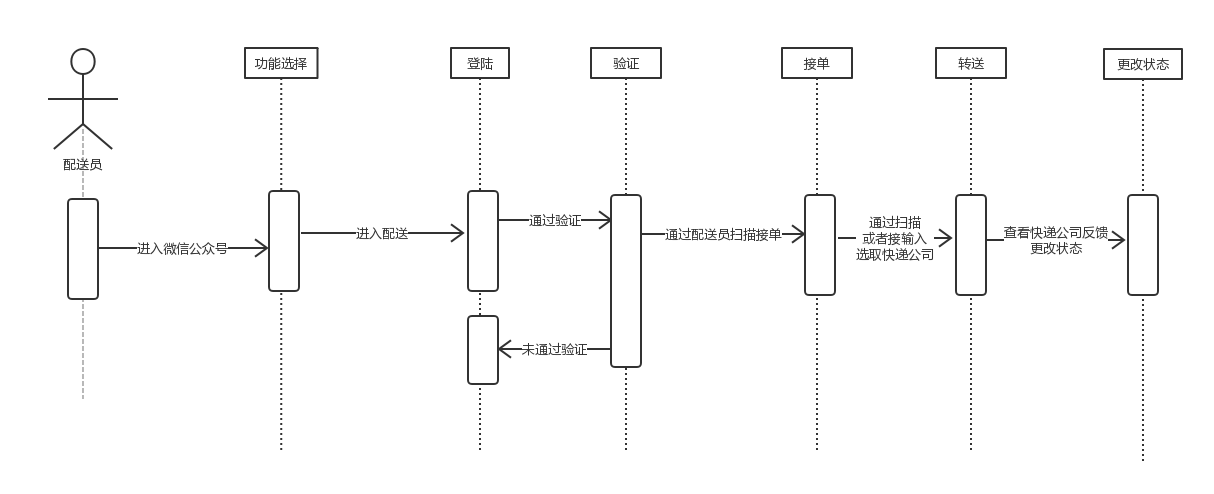 功能选择
登陆
验证
接单
转送
更改状态
配送员
进入微信公众号
进入配送
通过验证
通过配送员扫描接单
通过扫描
或者接输入
选取快递公司
查看快递公司反馈
更改状态
未通过验证